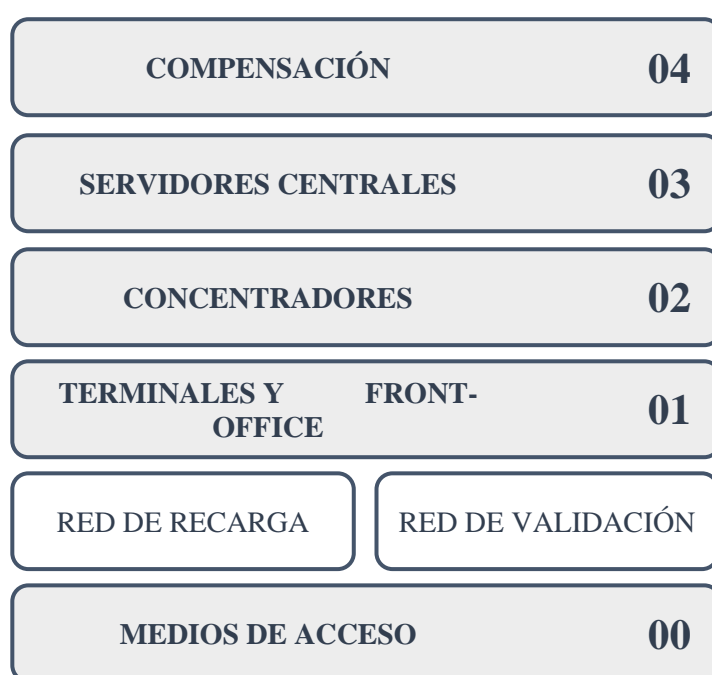 COMPENSACIÓN 04
SERVIDORES CENTRALES 03
CONCENTRADORES 02
TERMINALES Y FRONT-
OFFICE 01
RED DE RECARGA
RED DE VALIDACIÓN
MEDIOS DE ACCESO 00